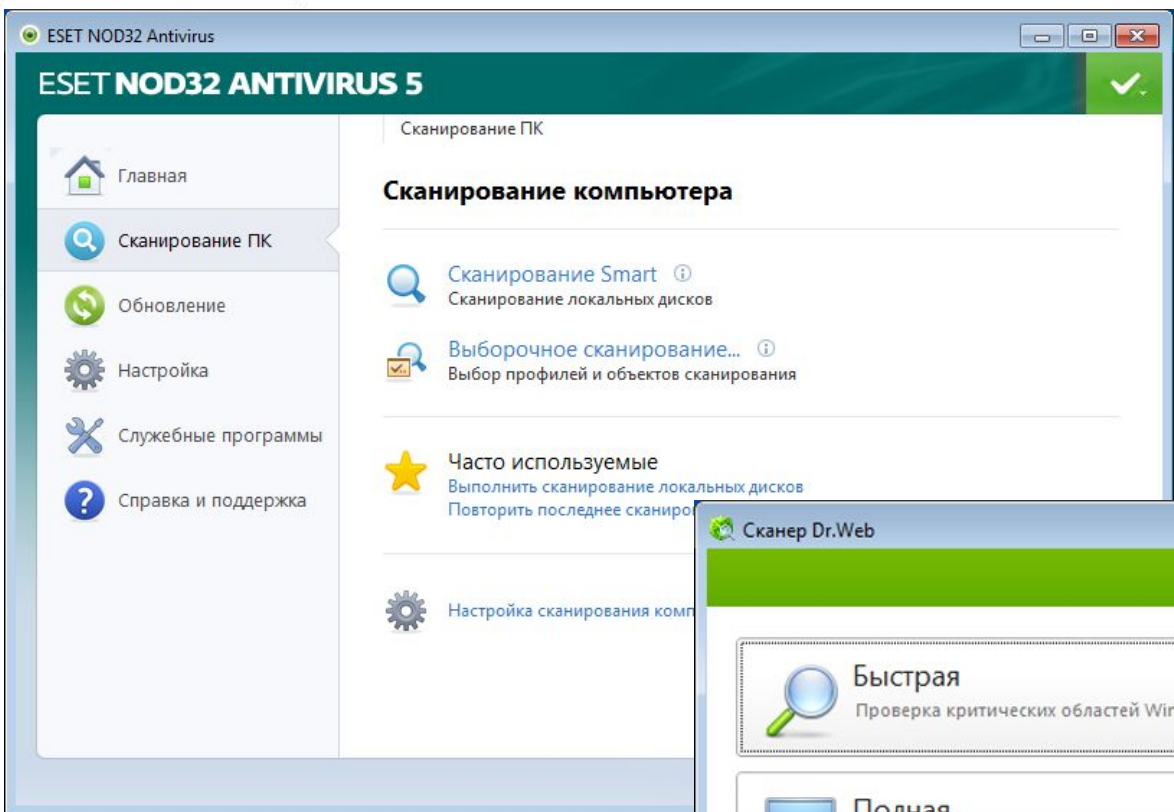 ESET NOD32 Antivirus
ESET NOD32 ANTIVIRUS 5
Сканирование ПК
Главная
Сканирование компьютера
Сканирование ПК
Сканирование Smart
Сканирование локальных дисков
Обновление
Выборочное сканирование...
Выбор профилей и объектов сканирования
Настройка
Служебные программы
Часто используемые
Выполнить сканирование локальных дисков
Справка и поддержка
Повторить последнее сканиро
Сканер Dr.Web
Настройка сканирования комп
Быстрая
Проверка критических областей Win
Полная